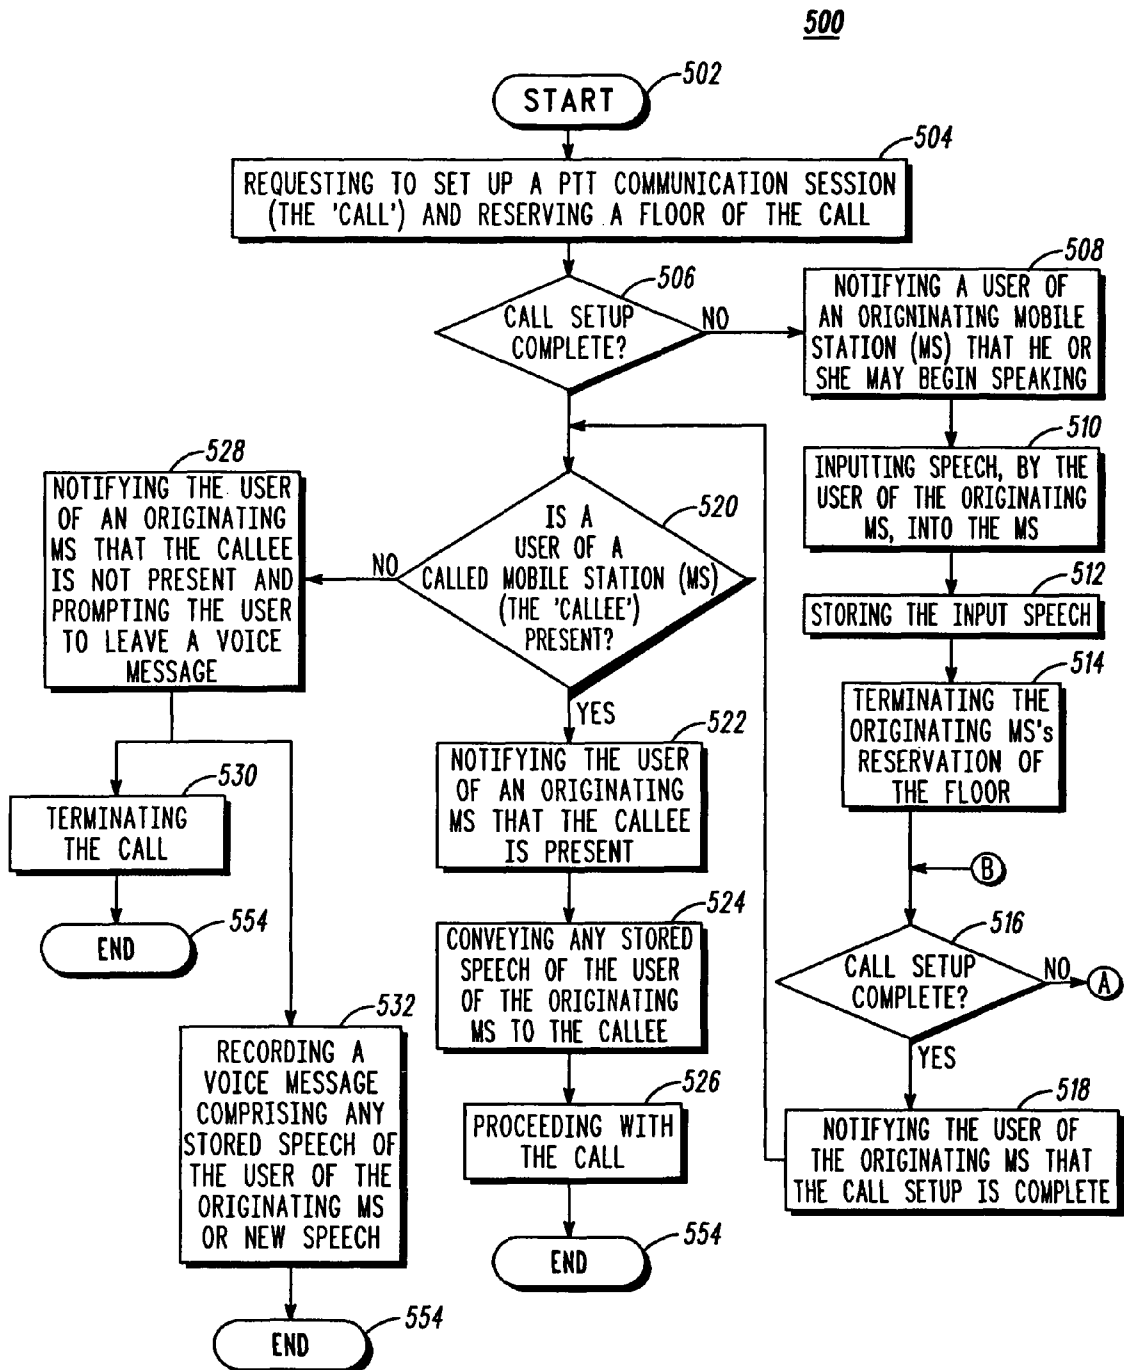 500
START
502
504
REQUESTING TO SET UP A PTT COMMUNICATION SESSION
(THE 'CALL') AND RESERVING A FLOOR OF THE CALL
506
CALL SETUP
COMPLETE?
NO
508
NOTIFYING A USER OF
AN ORIGNINATING MOBILE
STATION (MS) THAT HE OR
SHE MAY BEGIN SPEAKING
510
INPUTTING SPEECH, BY THE
USER OF THE ORIGINATING
MS, INTO THE MS
512
STORING THE INPUT SPEECH
514
TERMINATING THE
ORIGINATING MS's
RESERVATION OF
THE FLOOR
B
516
CALL SETUP
COMPLETE?
NO
A
YES
518
NOTIFYING THE USER OF
THE ORIGINATING MS THAT
THE CALL SETUP IS COMPLETE
520
IS A
USER OF A
CALLED MOBILE STATION (MS)
(THE 'CALLEE')
PRESENT?
NO
YES
522
NOTIFYING THE USER
OF AN ORIGINATING
MS THAT THE CALLEE
IS PRESENT
524
CONVEYING ANY STORED
SPEECH OF THE USER
OF THE ORIGINATING
MS TO THE CALLEE
526
PROCEEDING WITH
THE CALL
END
554
528
NOTIFYING THE USER
OF AN ORIGINATING
MS THAT THE CALLEE
IS NOT PRESENT AND
PROMPTING THE USER
TO LEAVE A VOICE
MESSAGE
530
TERMINATING
THE CALL
END
554
532
RECORDING A
VOICE MESSAGE
COMPRISING ANY
STORED SPEECH OF
THE USER OF THE
ORIGINATING MS
OR NEW SPEECH
END
554